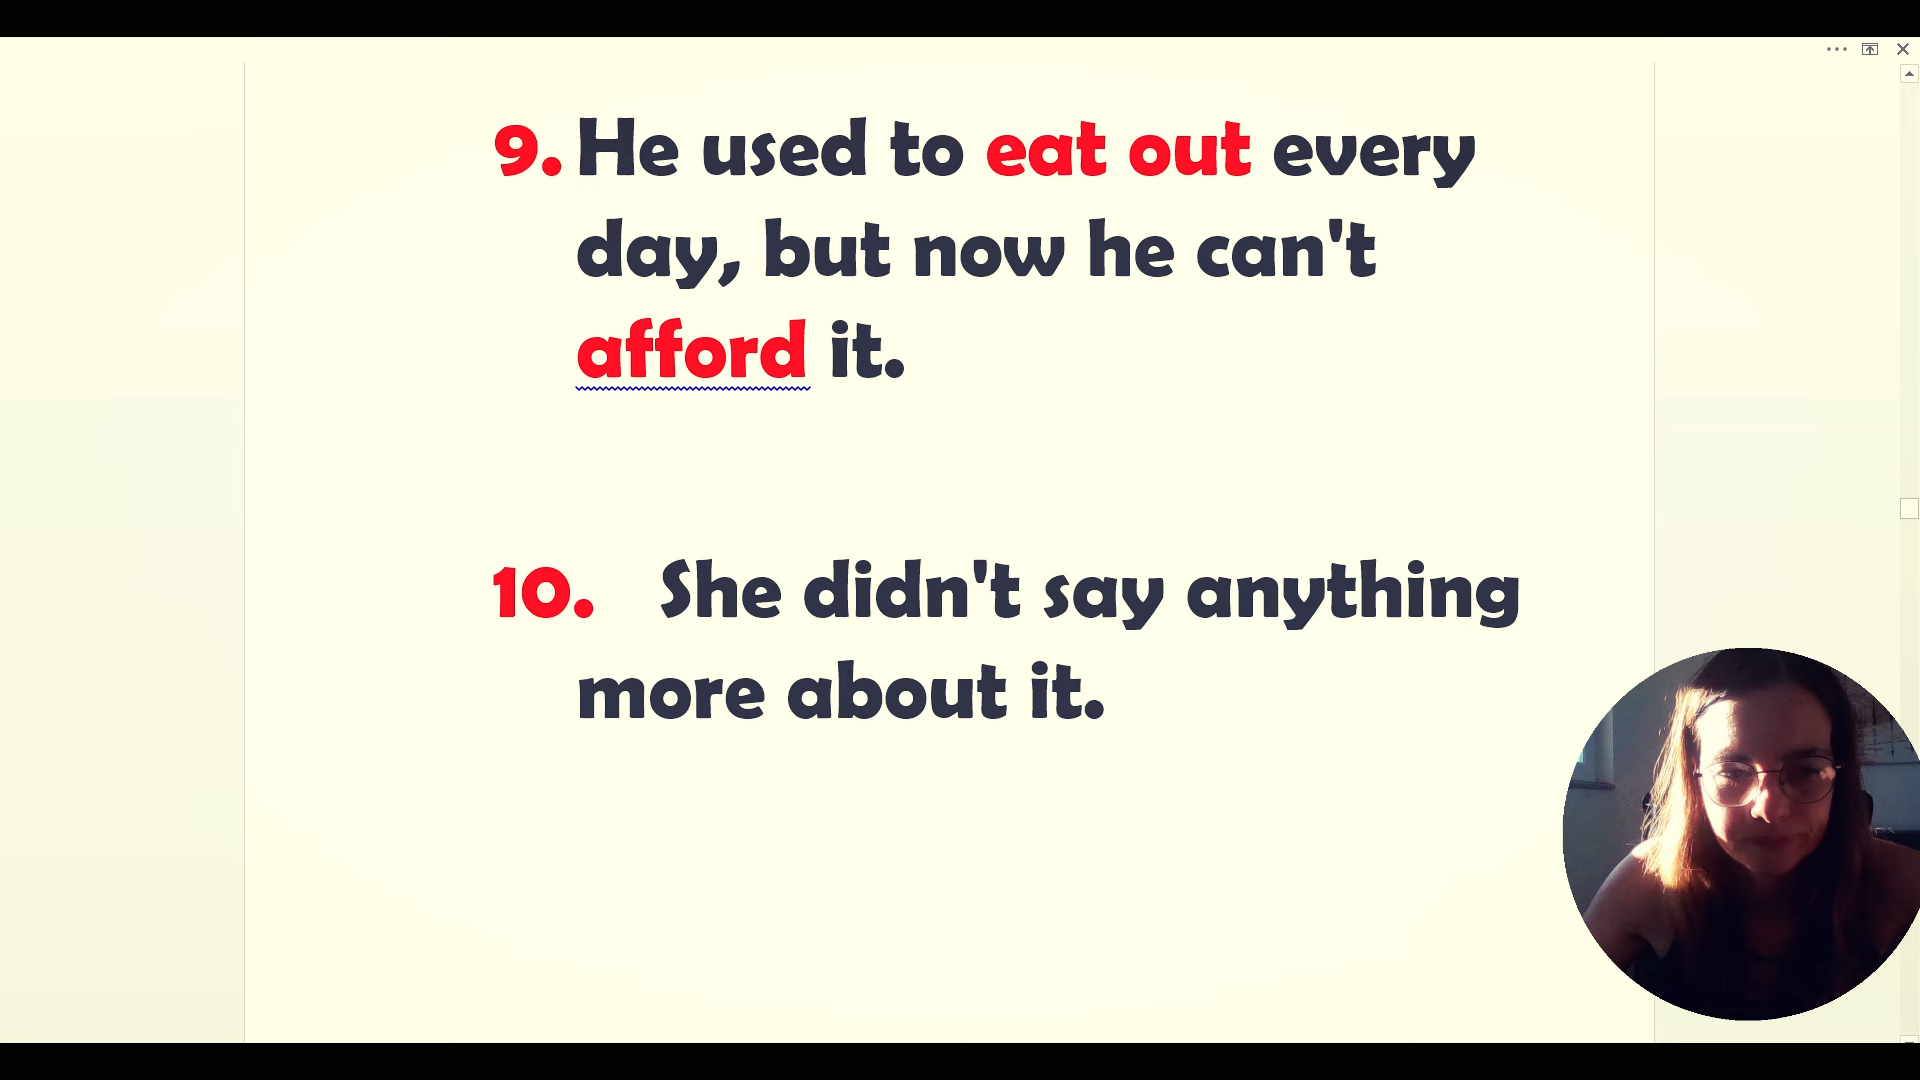 9. He used to eat out every
day, but now he can't
afford it.
10. She didn't say anything
more about it.